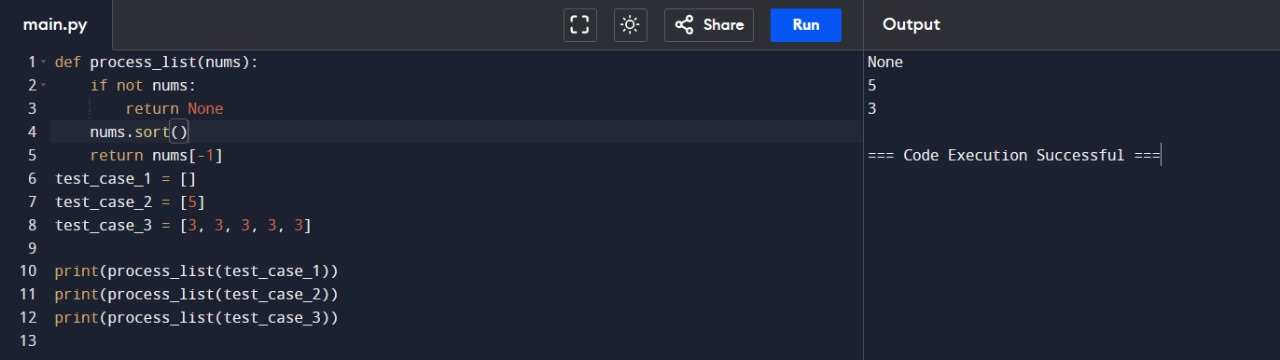 main.py
Share
Run
Output
1 def process_list(nums):
2     if not nums:
3         return None
4     nums.sort()
5     return nums[-1]
6 test_case_1 = []
7 test_case_2 = [5]
8 test_case_3 = [3, 3, 3, 3, 3]
9
10 print(process_list(test_case_1))
11 print(process_list(test_case_2))
12 print(process_list(test_case_3))
13
None
5
3
=== Code Execution Successful ===